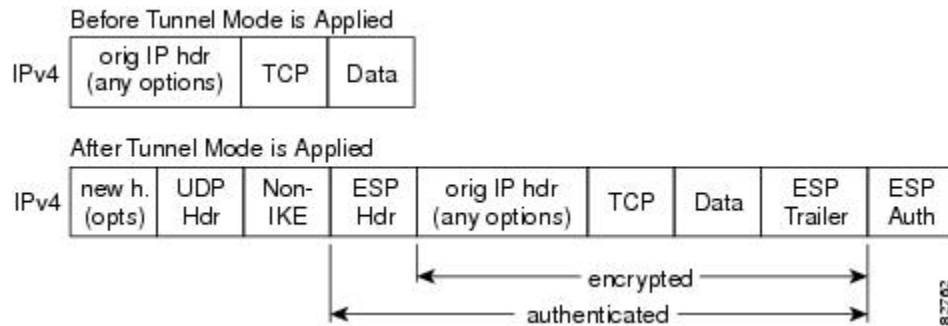 Before Tunnel Mode is Applied
IPv4
orig IP hdr
(any options)
TCP
Data
After Tunnel Mode is Applied
IPv4
new h.
(opts)
UDP
Hdr
Non-
IKE
ESP
Hdr
orig IP hdr
(any options)
TCP
Data
ESP
Trailer
ESP
Auth
encrypted
authenticated